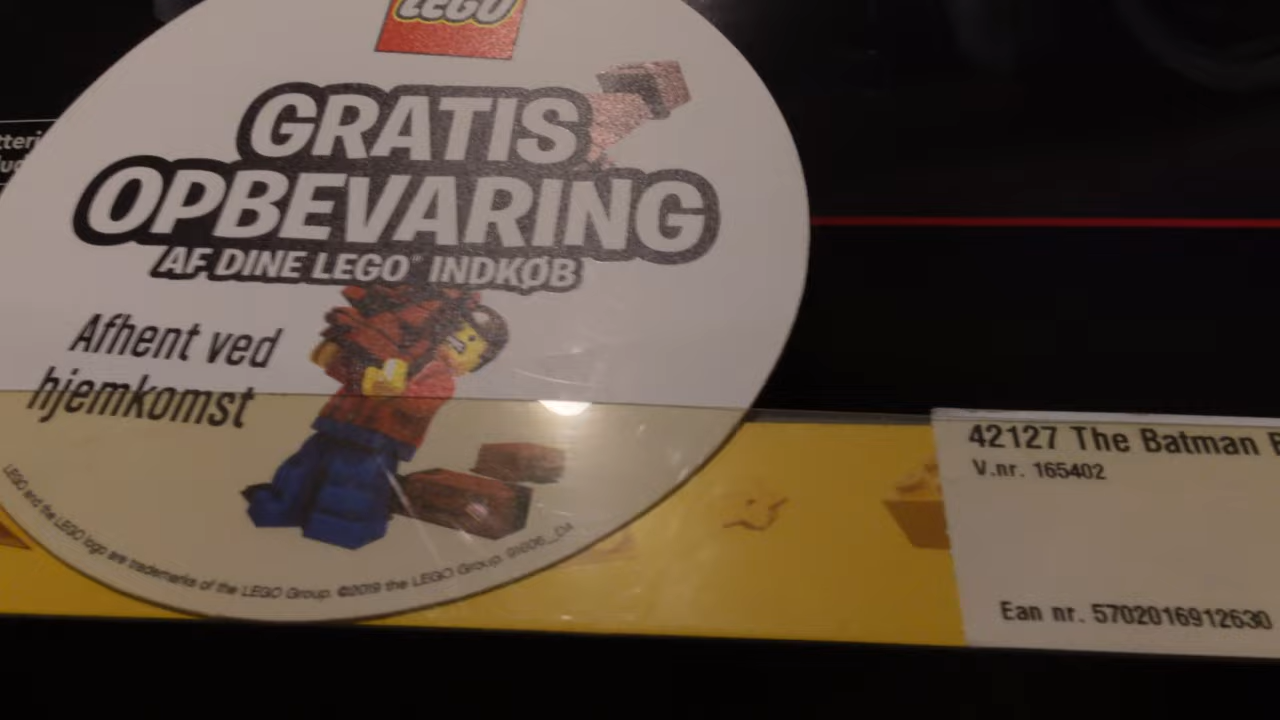 LEGO
GRATIS
OPBEVARING
AF DINE LEGO® INDKØB
Afhent ved
hjemkomst
LEGO and the LEGO logo are trademarks of the LEGO Group. ©2019 the LEGO Group.
42127 The Batman
V.nr. 165402
Ean nr. 5702016912630